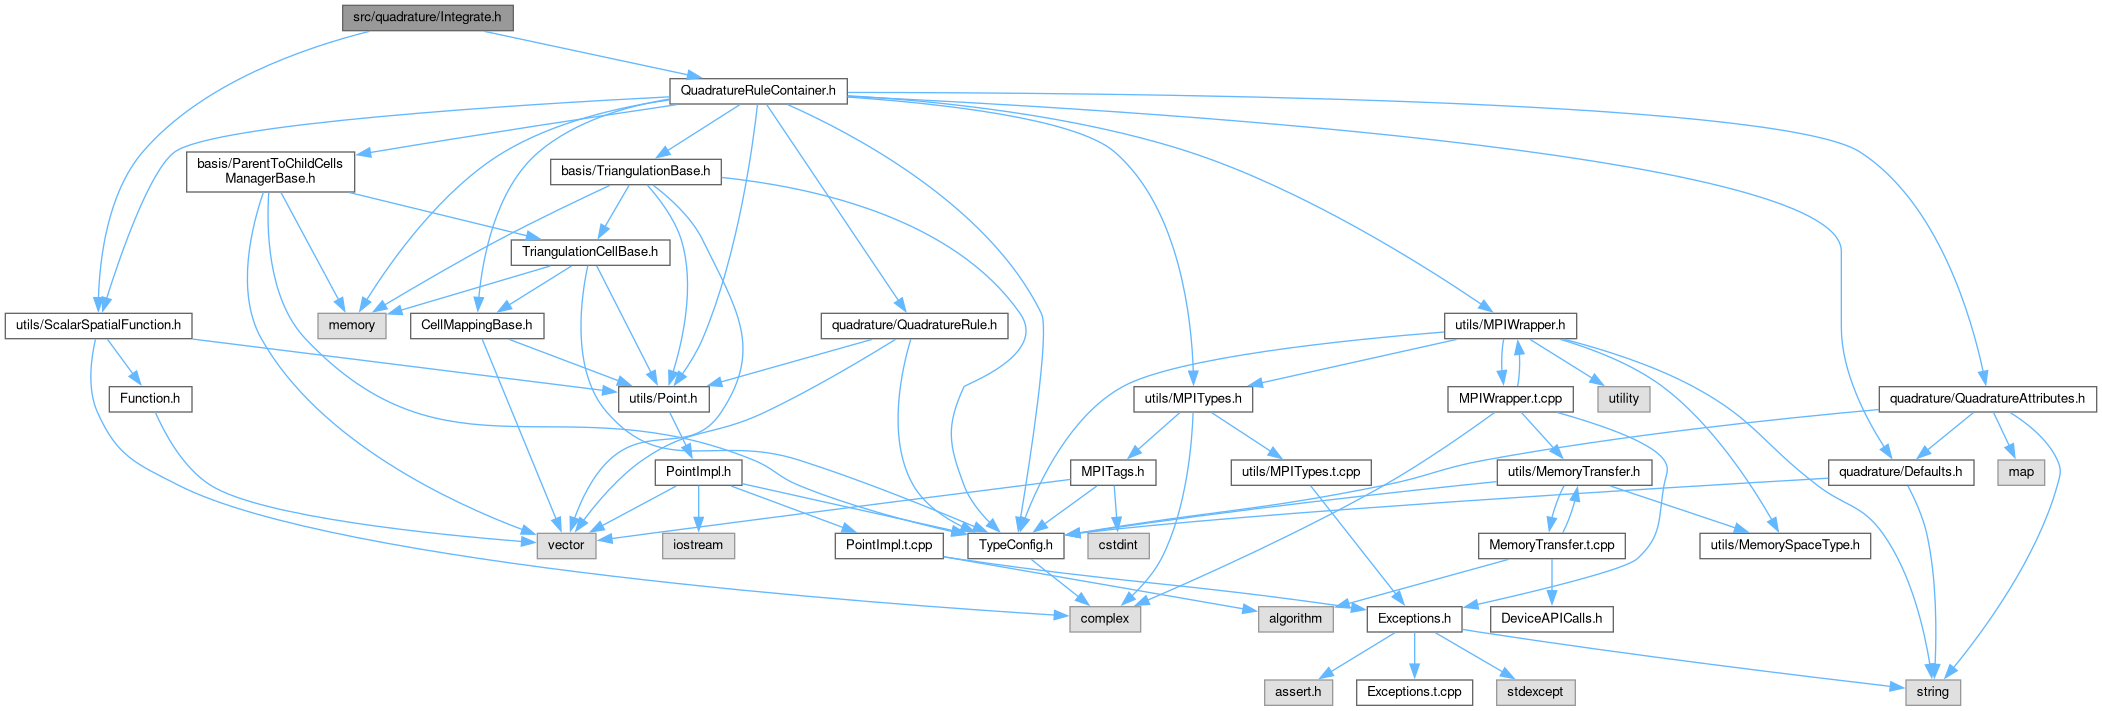 src/quadrature/Integrate.h
QuadratureRuleContainer.h
basis/ParentToChildCells
ManagerBase.h
basis/TriangulationBase.h
TriangulationCellBase.h
utils/ScalarSpatialFunction.h
memory
CellMappingBase.h
quadrature/QuadratureRule.h
utils/MPIWrapper.h
Function.h
utils/Point.h
utils/MPITypes.h
MPIWrapper.t.cpp
utility
quadrature/QuadratureAttributes.h
PointImpl.h
MPITags.h
utils/MPITypes.t.cpp
utils/MemoryTransfer.h
quadrature/Defaults.h
map
vector
iostream
PointImpl.t.cpp
TypeConfig.h
cstdint
MemoryTransfer.t.cpp
utils/MemorySpaceType.h
complex
algorithm
Exceptions.h
DeviceAPICalls.h
assert.h
Exceptions.t.cpp
stdexcept
string